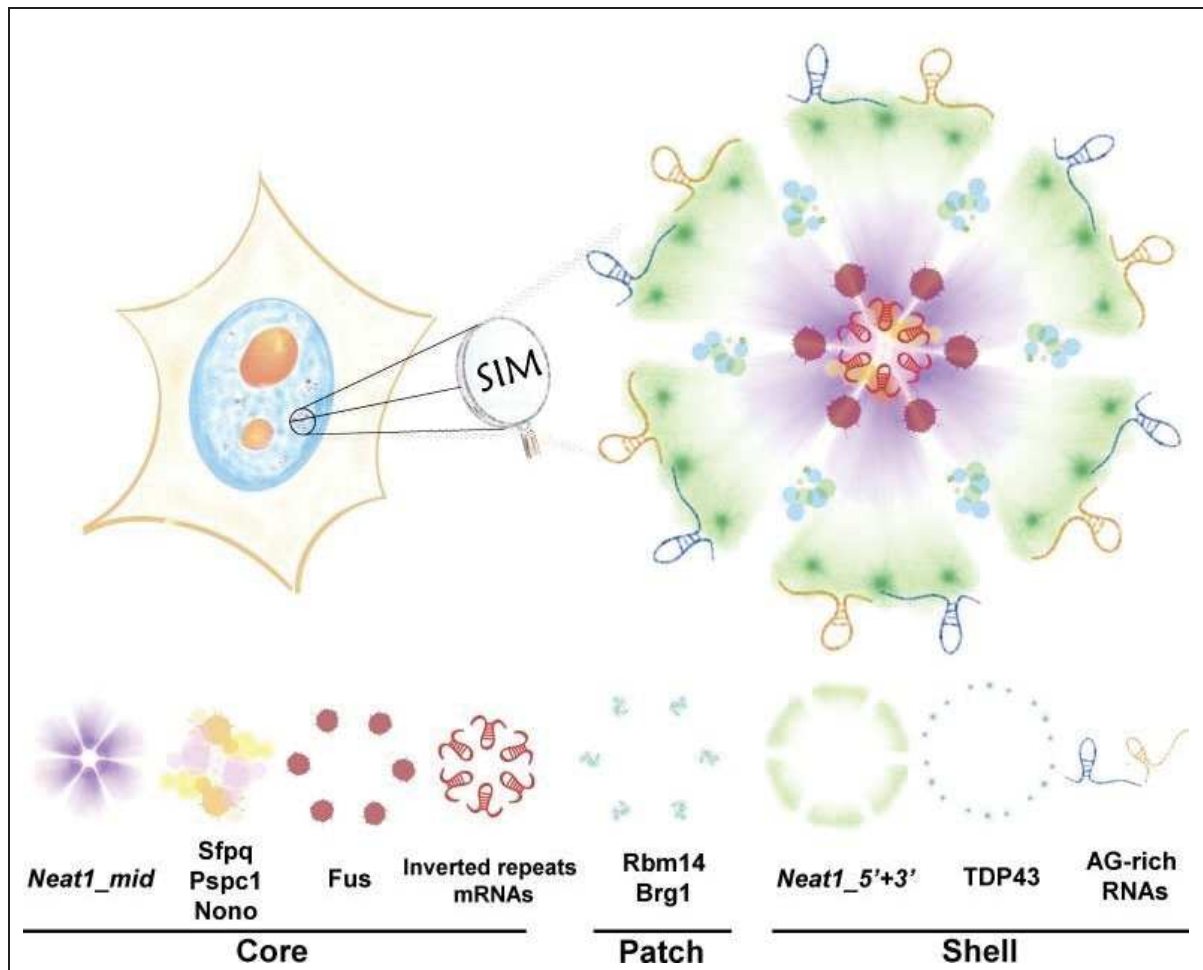 SIM
Neat1_mid
Sfpq
Pspc1
Nono
Fus
Inverted repeats
mRNAs
Rbm14
Brg1
Neat1_5'+3'
TDP43
AG-rich
RNAs
Core
Patch
Shell